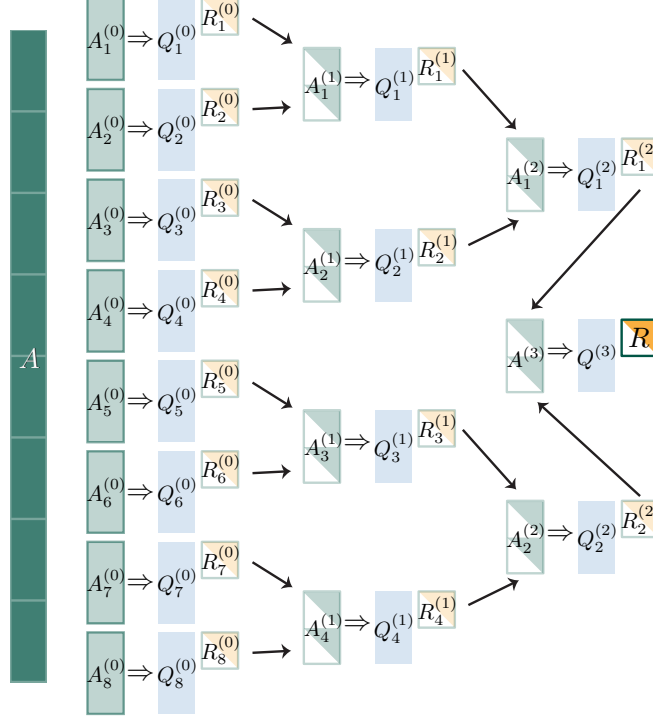 A
A_1^{(0)} ⇒ Q_1^{(0)} R_1^{(0)}
A_2^{(0)} ⇒ Q_2^{(0)} R_2^{(0)}
A_3^{(0)} ⇒ Q_3^{(0)} R_3^{(0)}
A_4^{(0)} ⇒ Q_4^{(0)} R_4^{(0)}
A_5^{(0)} ⇒ Q_5^{(0)} R_5^{(0)}
A_6^{(0)} ⇒ Q_6^{(0)} R_6^{(0)}
A_7^{(0)} ⇒ Q_7^{(0)} R_7^{(0)}
A_8^{(0)} ⇒ Q_8^{(0)} R_8^{(0)}
A_1^{(1)} ⇒ Q_1^{(1)} R_1^{(1)}
A_2^{(1)} ⇒ Q_2^{(1)} R_2^{(1)}
A_3^{(1)} ⇒ Q_3^{(1)} R_3^{(1)}
A_4^{(1)} ⇒ Q_4^{(1)} R_4^{(1)}
A_1^{(2)} ⇒ Q_1^{(2)} R_1^{(2
A^{(3)} ⇒ Q^{(3)} R
A_2^{(2)} ⇒ Q_2^{(2)} R_2^{(2